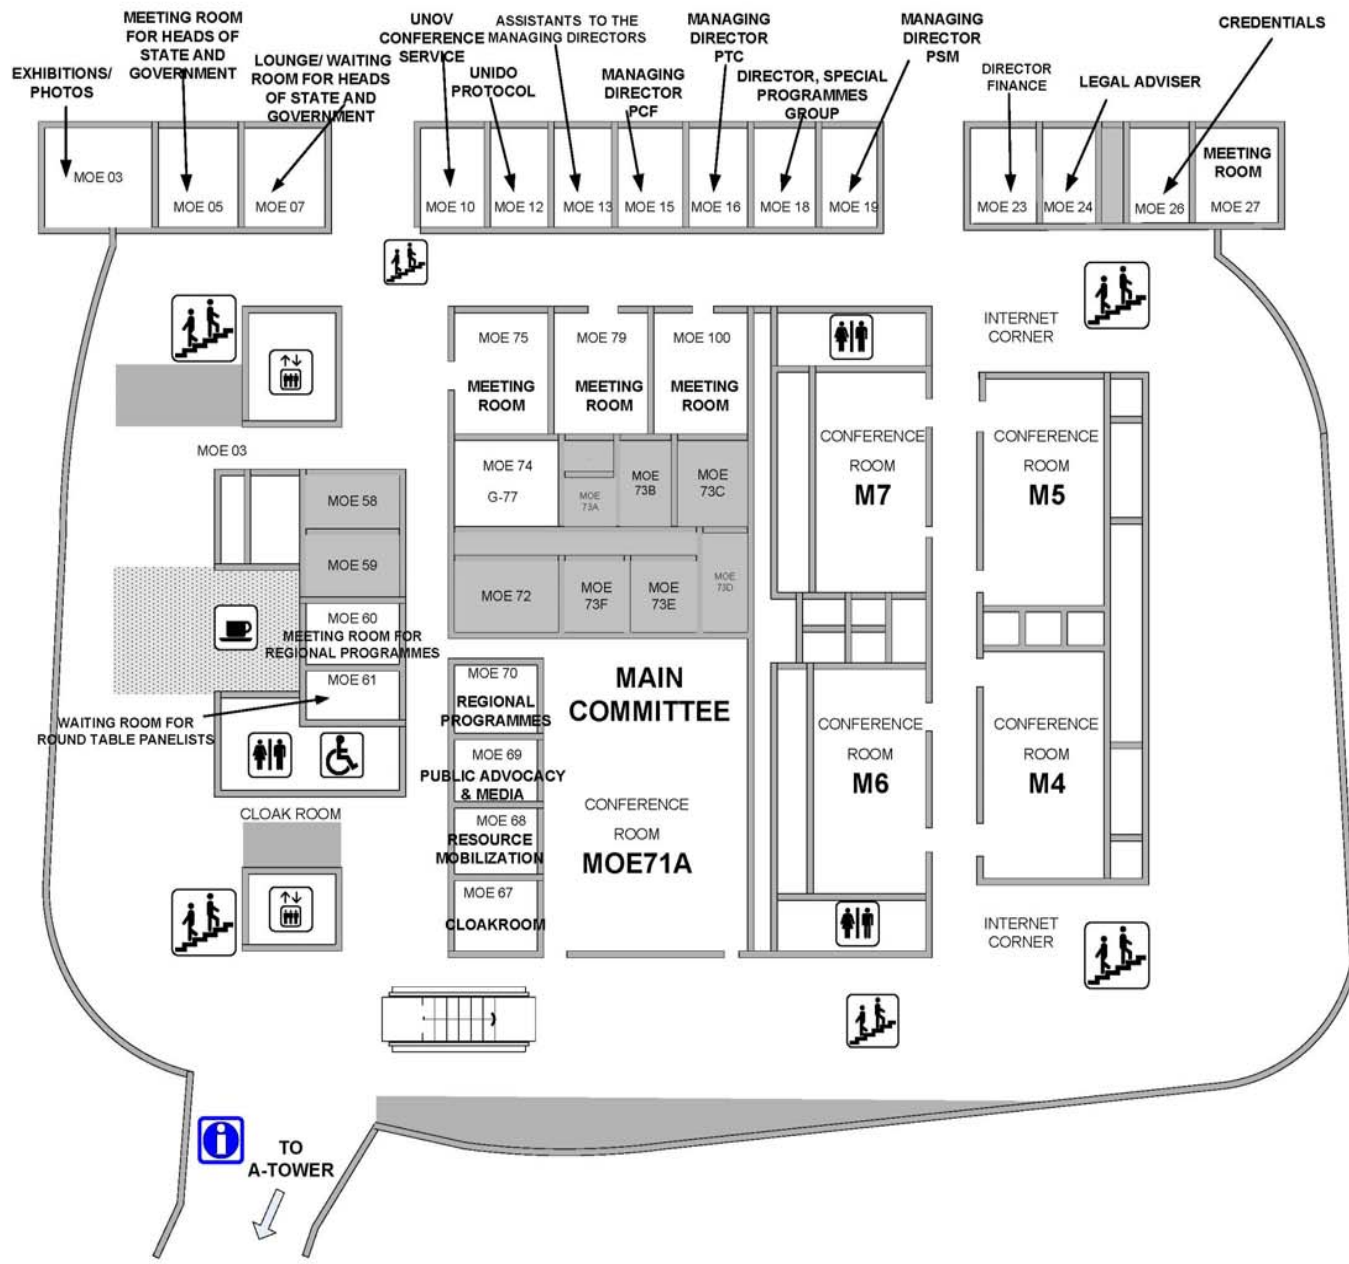 MEETING ROOM
FOR HEADS OF
STATE AND
GOVERNMENT
EXHIBITIONS/
PHOTOS
LOUNGE/ WAITING
ROOM FOR HEADS
OF STATE AND
GOVERNMENT
UNOV
CONFERENCE
SERVICE
UNIDO
PROTOCOL
ASSISTANTS TO THE
MANAGING DIRECTORS
MANAGING
DIRECTOR
PCF
MANAGING
DIRECTOR
PTC
DIRECTOR, SPECIAL
PROGRAMMES
GROUP
MANAGING
DIRECTOR
PSM
DIRECTOR
FINANCE
LEGAL ADVISER
CREDENTIALS
MOE 03
MOE 05
MOE 07
MOE 10
MOE 12
MOE 13
MOE 15
MOE 16
MOE 18
MOE 19
MOE 23
MOE 24
MOE 26
MEETING
ROOM
MOE 27
INTERNET
CORNER
MOE 75
MEETING
ROOM
MOE 79
MEETING
ROOM
MOE 100
MEETING
ROOM
MOE 03
MOE 58
MOE 59
MOE 60
MEETING ROOM FOR
REGIONAL PROGRAMMES
MOE 61
WAITING ROOM FOR
ROUND TABLE PANELISTS
CLOAK ROOM
MOE 74
G-77
MOE
73A
MOE
73B
MOE
73C
MOE 72
MOE
73F
MOE
73E
MOE
73D
CONFERENCE
ROOM
M7
CONFERENCE
ROOM
M5
MOE 70
REGIONAL
PROGRAMMES
MOE 69
PUBLIC ADVOCACY
& MEDIA
MOE 68
RESOURCE
MOBILIZATION
MOE 67
CLOAKROOM
MAIN
COMMITTEE
CONFERENCE
ROOM
MOE71A
CONFERENCE
ROOM
M6
CONFERENCE
ROOM
M4
INTERNET
CORNER
i
TO
A-TOWER